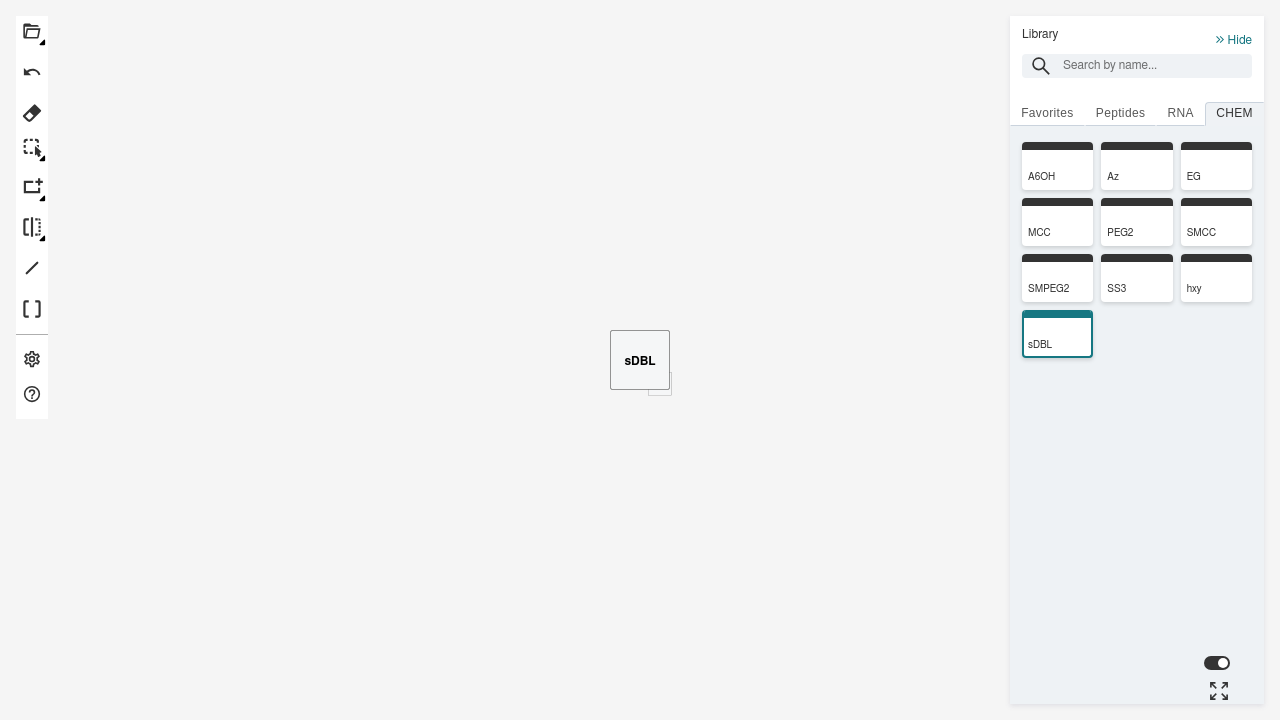 Library
Hide
Search by name...
Favorites Peptides RNA CHEM
A6OH Az EG
MCC PEG2 SMCC
SMPEG2 SS3 hxy
sDBL
sDBL